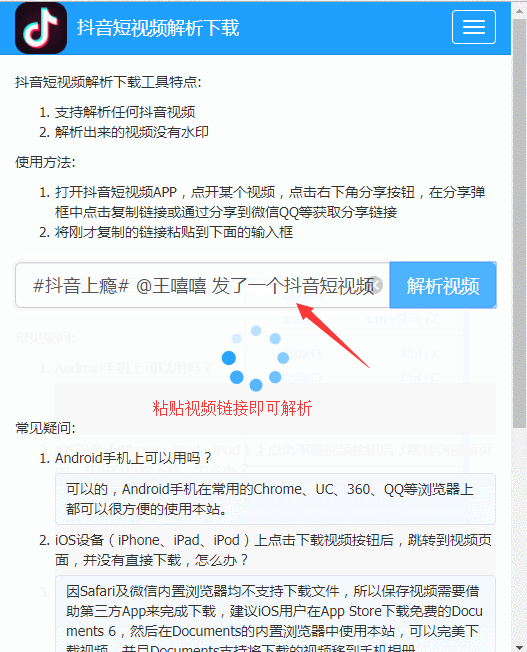 抖音短视频解析下载
抖音短视频解析下载工具特点:
1. 支持解析任何抖音视频
2. 解析出来的视频没有水印
使用方法:
1. 打开抖音短视频APP，点开某个视频，点击右下角分享按钮，在分享弹
框中点击复制链接或通过分享到微信QQ等获取分享链接
2. 将刚才复制的链接粘贴到下面的输入框
#抖音上瘾# @王嘻嘻 发了一个抖音短视频
解析视频
粘贴视频链接即可解析
常见疑问:
1. Android手机上可以用吗？
可以的，Android手机在常用的Chrome、UC、360、QQ等浏览器上
都可以很方便的使用本站。
2. iOS设备（iPhone、iPad、iPod）上点击下载视频按钮后，跳转到视频页
面，并没有直接下载，怎么办？
因Safari及微信内置浏览器均不支持下载文件，所以保存视频需要借
助第三方App来完成下载，建议iOS用户在App Store下载免费的Docu
ments 6，然后在Documents的内置浏览器中使用本站，可以完美下
载视频，并且Documents支持将下载的视频移到手机相册